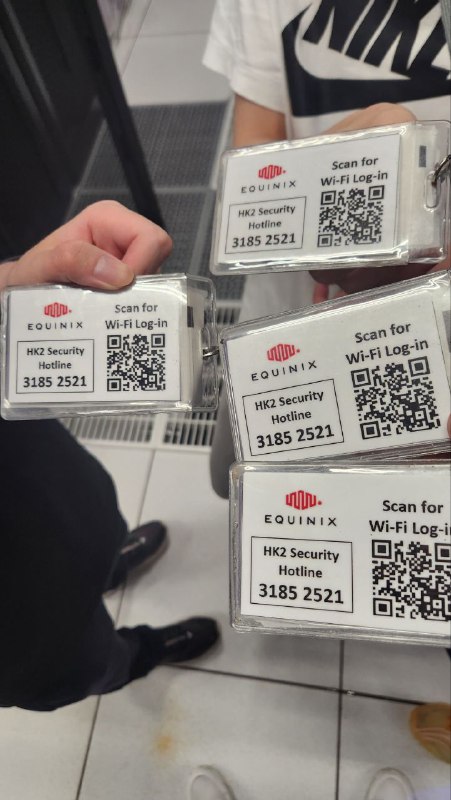 NIKE
EQUINIX
Scan for
Wi-Fi Log-in
HK2 Security
Hotline
3185 2521
EQUINIX
Scan for
Wi-Fi Log-in
HK2 Security
Hotline
3185 2521
EQUINIX
Scan for
Wi-Fi Log-in
HK2 Security
Hotline
3185 2521
EQUINIX
Scan for
Wi-Fi Log-in
HK2 Security
Hotline
3185 2521